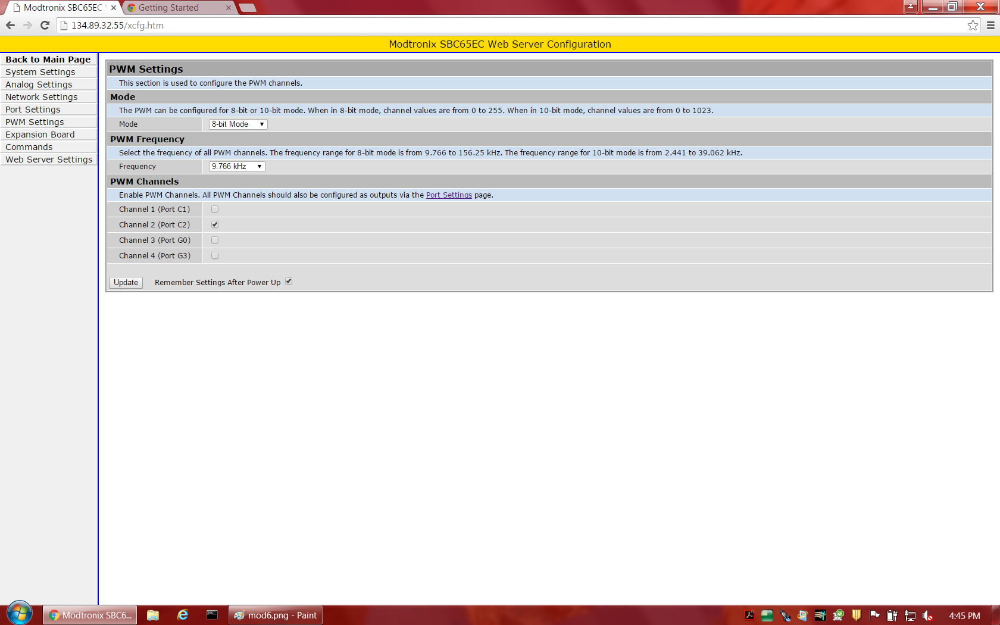 Modtronix SBC65EC
Getting Started
134.89.32.55/xcfg.htm
Modtronix SBC65EC Web Server Configuration
Back to Main Page
System Settings
Analog Settings
Network Settings
Port Settings
PWM Settings
Expansion Board
Commands
Web Server Settings
PWM Settings
This section is used to configure the PWM channels.
Mode
The PWM can be configured for 8-bit or 10-bit mode. When in 8-bit mode, channel values are from 0 to 255. When in 10-bit mode, channel values are from 0 to 1023.
Mode 8-bit Mode
PWM Frequency
Select the frequency of all PWM channels. The frequency range for 8-bit mode is from 9.766 to 156.25 kHz. The frequency range for 10-bit mode is from 2.441 to 39.062 kHz.
Frequency 9.766 kHz
PWM Channels
Enable PWM Channels. All PWM Channels should also be configured as outputs via the Port Settings page.
Channel 1 (Port C1)
Channel 2 (Port C2)
Channel 3 (Port G0)
Channel 4 (Port G3)
Update Remember Settings After Power Up
Modtronix SBC6...
mod6.png - Paint
4:45 PM